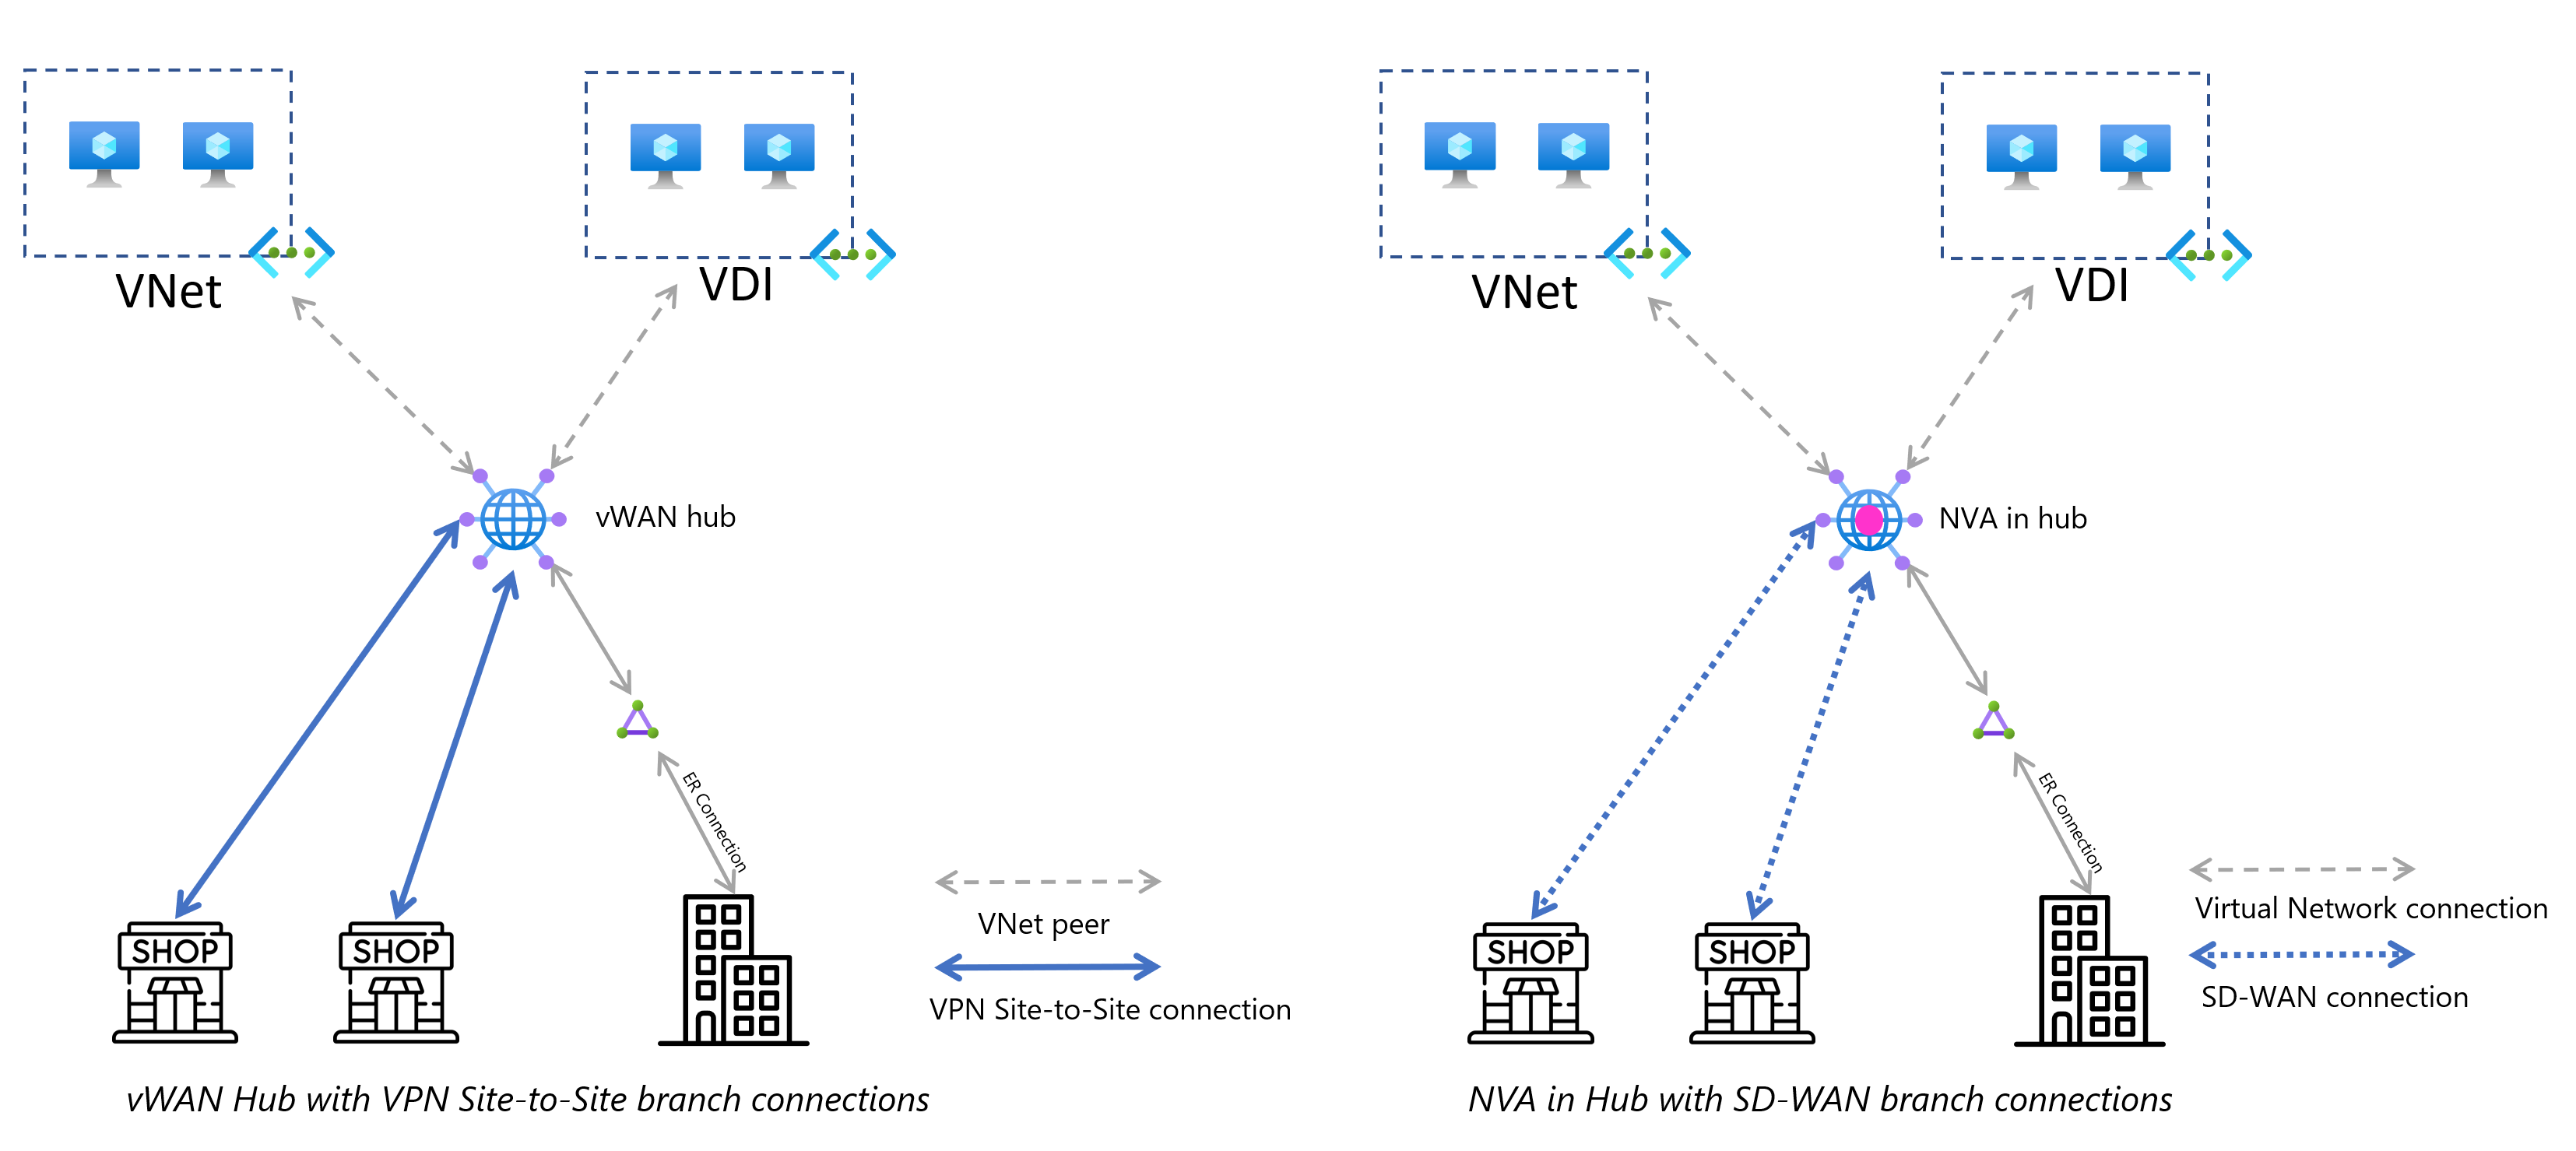 VNet
VDI
vWAN hub
ER Connection
SHOP
SHOP
VNet peer
VPN Site-to-Site connection
vWAN Hub with VPN Site-to-Site branch connections
VNet
VDI
NVA in hub
ER Connection
SHOP
SHOP
Virtual Network connection
SD-WAN connection
NVA in Hub with SD-WAN branch connections